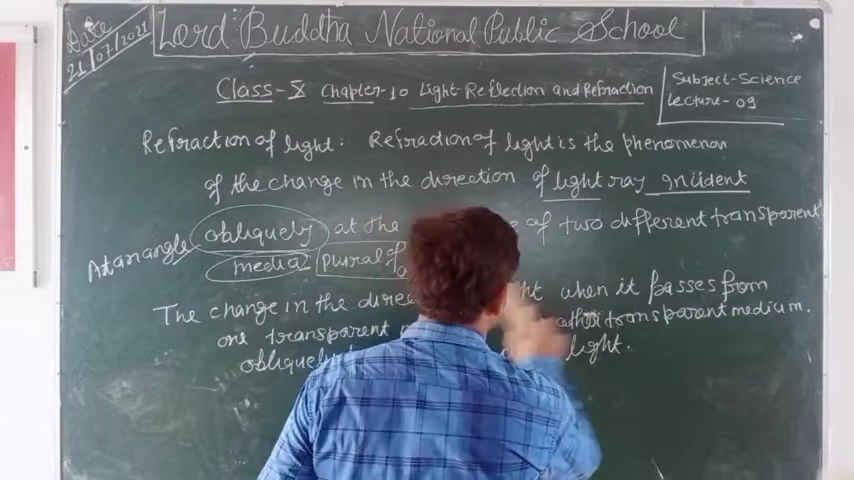 Date
21/07/2021
Lord Buddha National Public School
Class-X Chapter-10 Light-Reflection and Refraction
Subject-Science
Lecture-09
Refraction of light: Refraction of light is the phenomenon
of the change in the direction of light ray incident
At an angle obliquely at the of two different transparent
media plural of
The change in the when it passes from
one transparent other transparent medium.
obliquely light.